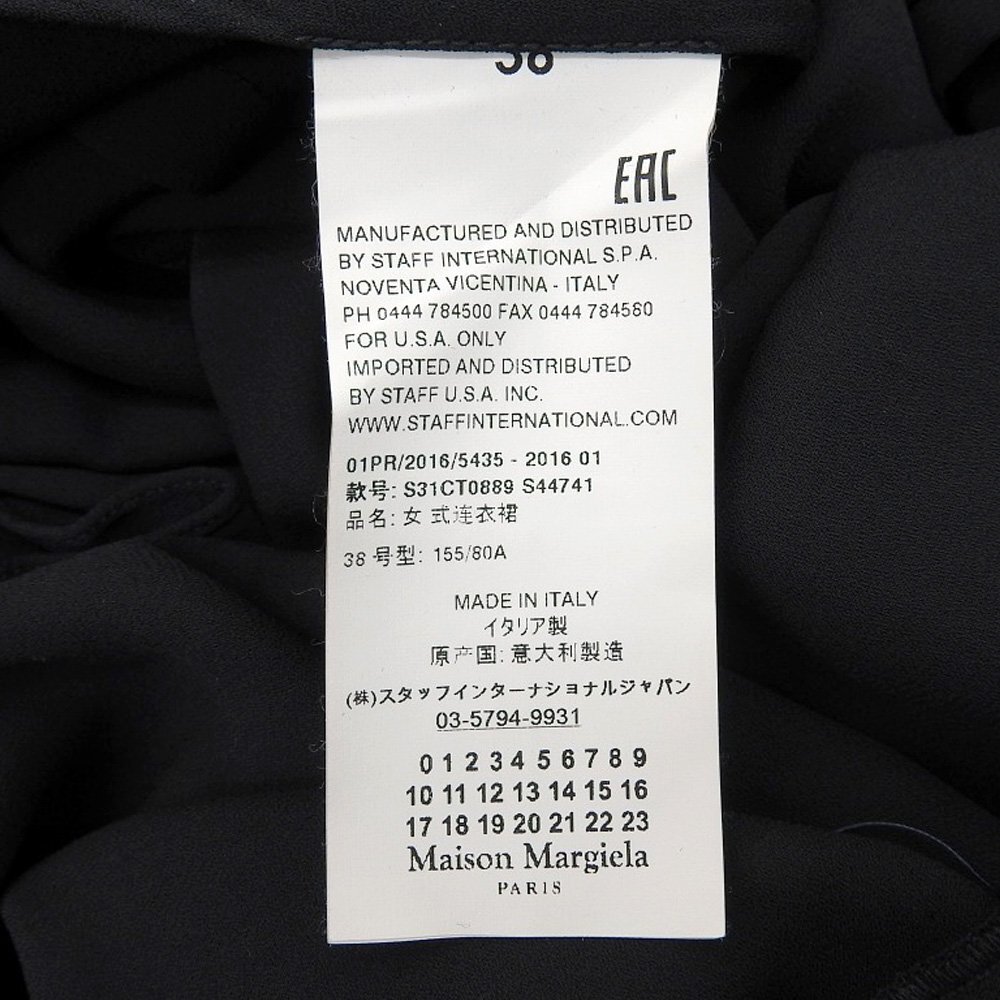 38
EAC
MANUFACTURED AND DISTRIBUTED
BY STAFF INTERNATIONAL S.P.A.
NOVENTA VICENTINA - ITALY
PH 0444 784500 FAX 0444 784580
FOR U.S.A. ONLY
IMPORTED AND DISTRIBUTED
BY STAFF U.S.A. INC.
WWW.STAFFINTERNATIONAL.COM
01PR/2016/5435 - 2016 01
款号: S31CT0889 S44741
品名: 女 式连衣裙
38 号型: 155/80A
MADE IN ITALY
イタリア製
原产国: 意大利製造
(株)スタッフインターナショナルジャパン
03-5794-9931
0 1 2 3 4 5 6 7 8 9
10 11 12 13 14 15 16
17 18 19 20 21 22 23
Maison Margiela
PARIS